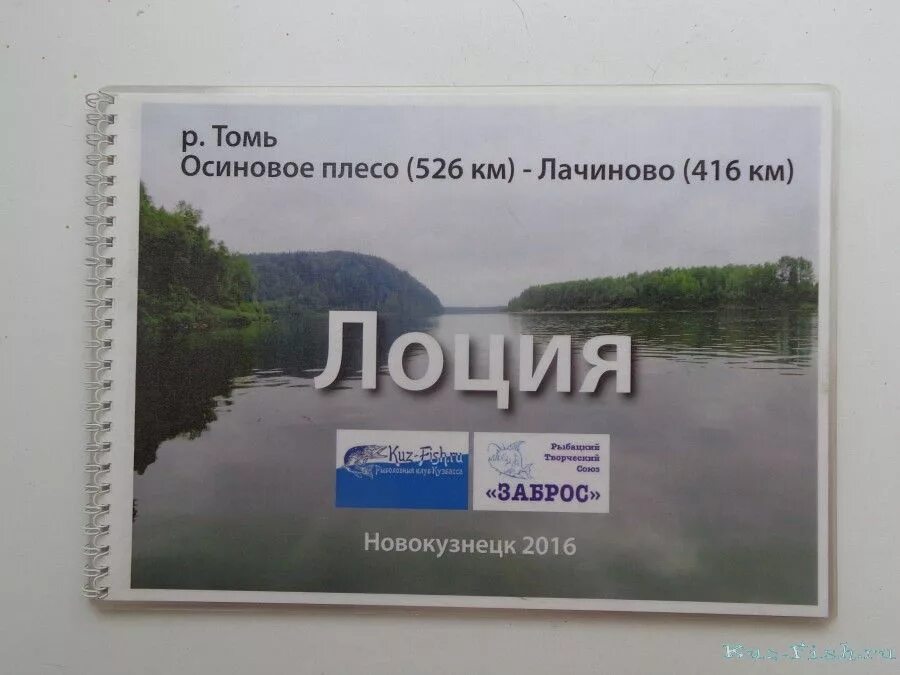 р. Томь
Осиновое плесо (526 км) - Лачиново (416 км)
Лоция
Kuz-Fish.ru
Рыболовный клуб Кузбасса
Рыбацкий
Творческий
Союз
«ЗАБРОС»
Новокузнецк 2016
Kuz-Fish.ru